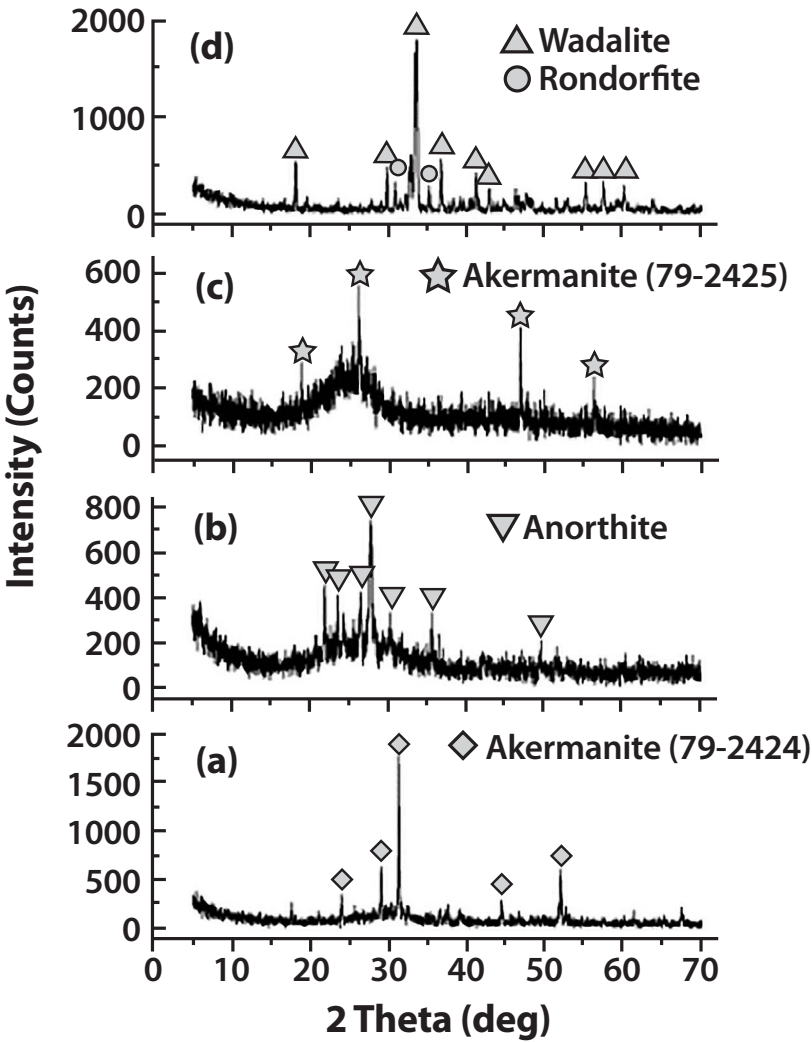 2000
(d)
Wadalite
Rondorfite
1000
0
600
(c)
Akermanite (79-2425)
400
200
0
Intensity (Counts)
800
(b)
Anorthite
600
400
200
0
2000
(a)
Akermanite (79-2424)
1500
1000
500
0
0 10 20 30 40 50 60 70
2 Theta (deg)